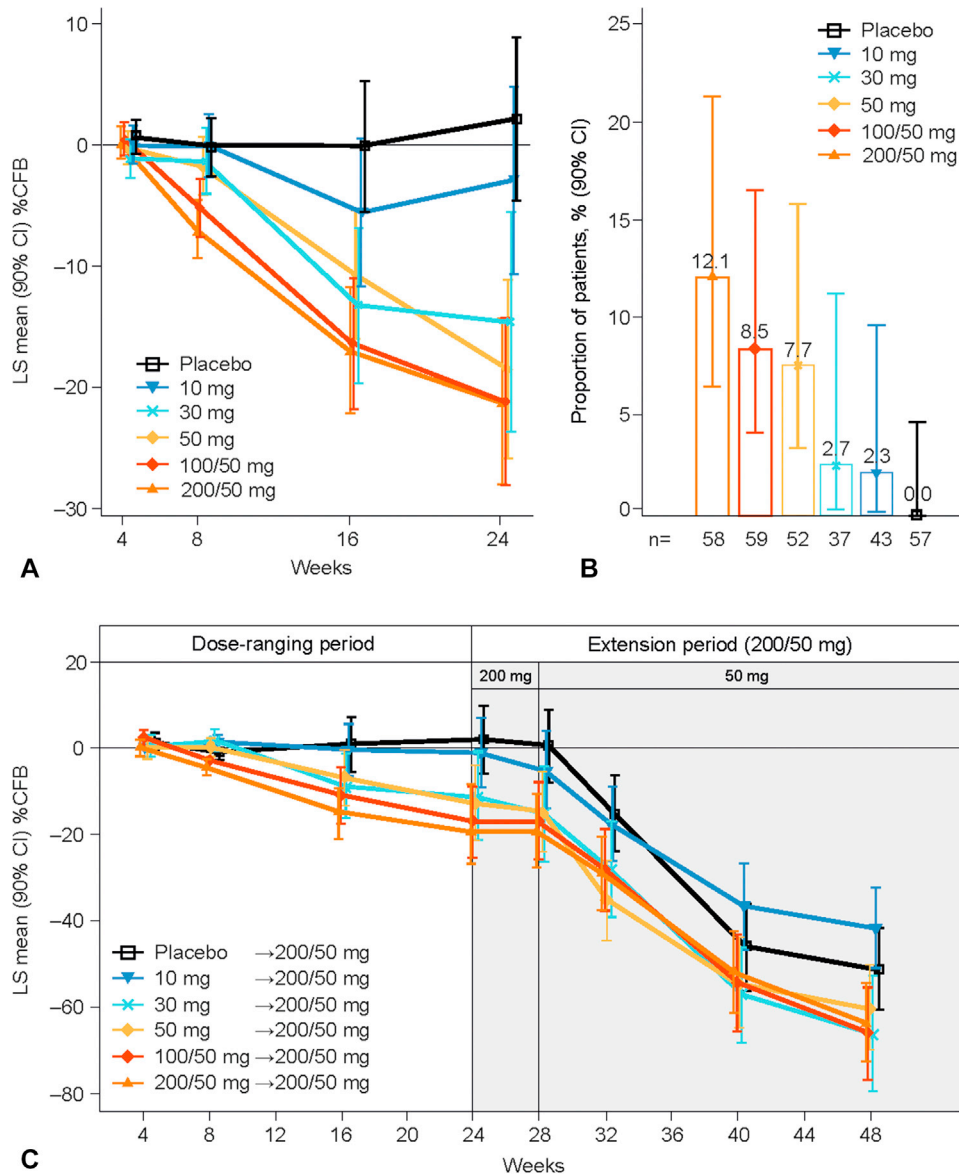 10
0
−10
−20
−30
LS mean (90% CI) %CFB
Placebo
10 mg
30 mg
50 mg
100/50 mg
200/50 mg
4 8 16 24
Weeks
A
25
20
15
10
5
0
Proportion of patients, % (90% CI)
Placebo
10 mg
30 mg
50 mg
100/50 mg
200/50 mg
12.1
8.5
7.7
2.7
2.3
0.0
n= 58 59 52 37 43 57
B
Dose-ranging period
Extension period (200/50 mg)
200 mg
50 mg
20
0
−20
−40
−60
−80
LS mean (90% CI) %CFB
Placebo →200/50 mg
10 mg →200/50 mg
30 mg →200/50 mg
50 mg →200/50 mg
100/50 mg →200/50 mg
200/50 mg →200/50 mg
4 8 12 16 20 24 28 32 36 40 44 48
Weeks
C